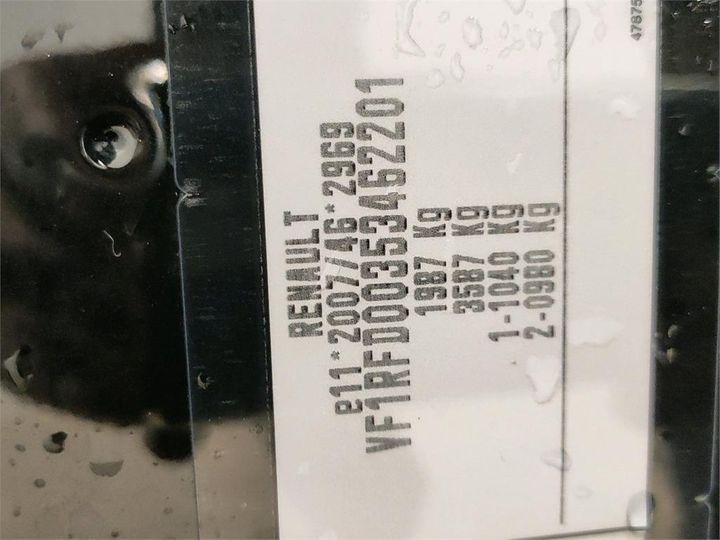 RENAULT
e11*2007/46*2969
VF1RFD00353462201
1987 Kg
3587 Kg
1-1040 Kg
2-0980 Kg